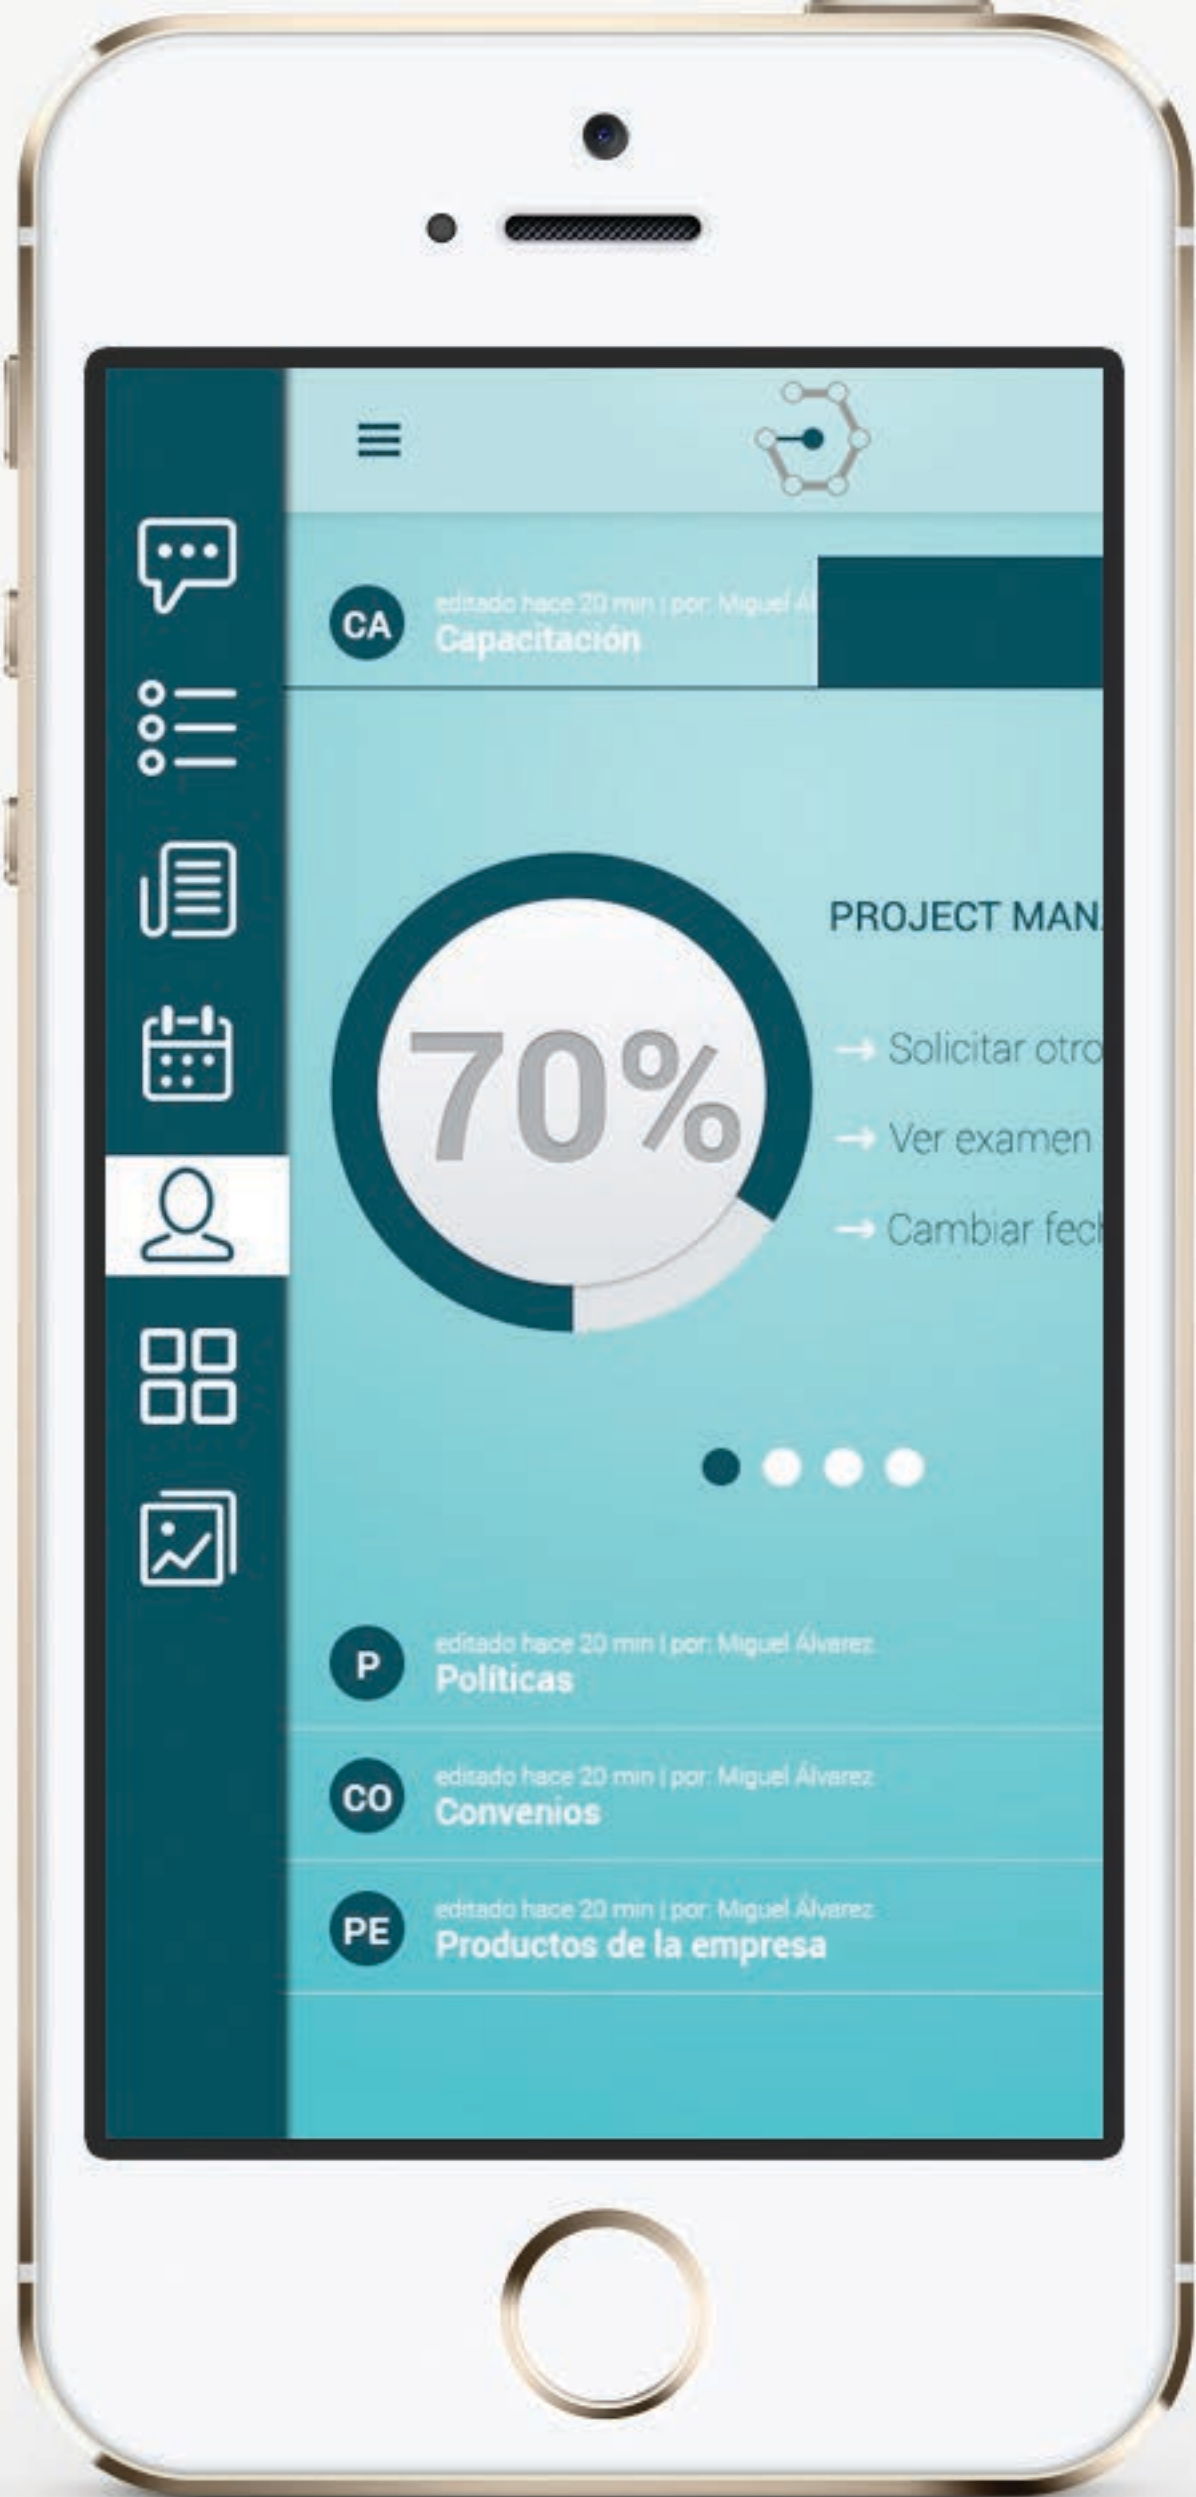 CA
editado hace 20 min | por: Miguel Ál
Capacitación
70%
PROJECT MAN
Solicitar otro
Ver examen
Cambiar fech
P
editado hace 20 min | por: Miguel Álvarez
Políticas
CO
editado hace 20 min | por: Miguel Álvarez
Convenios
PE
editado hace 20 min | por: Miguel Álvarez
Productos de la empresa